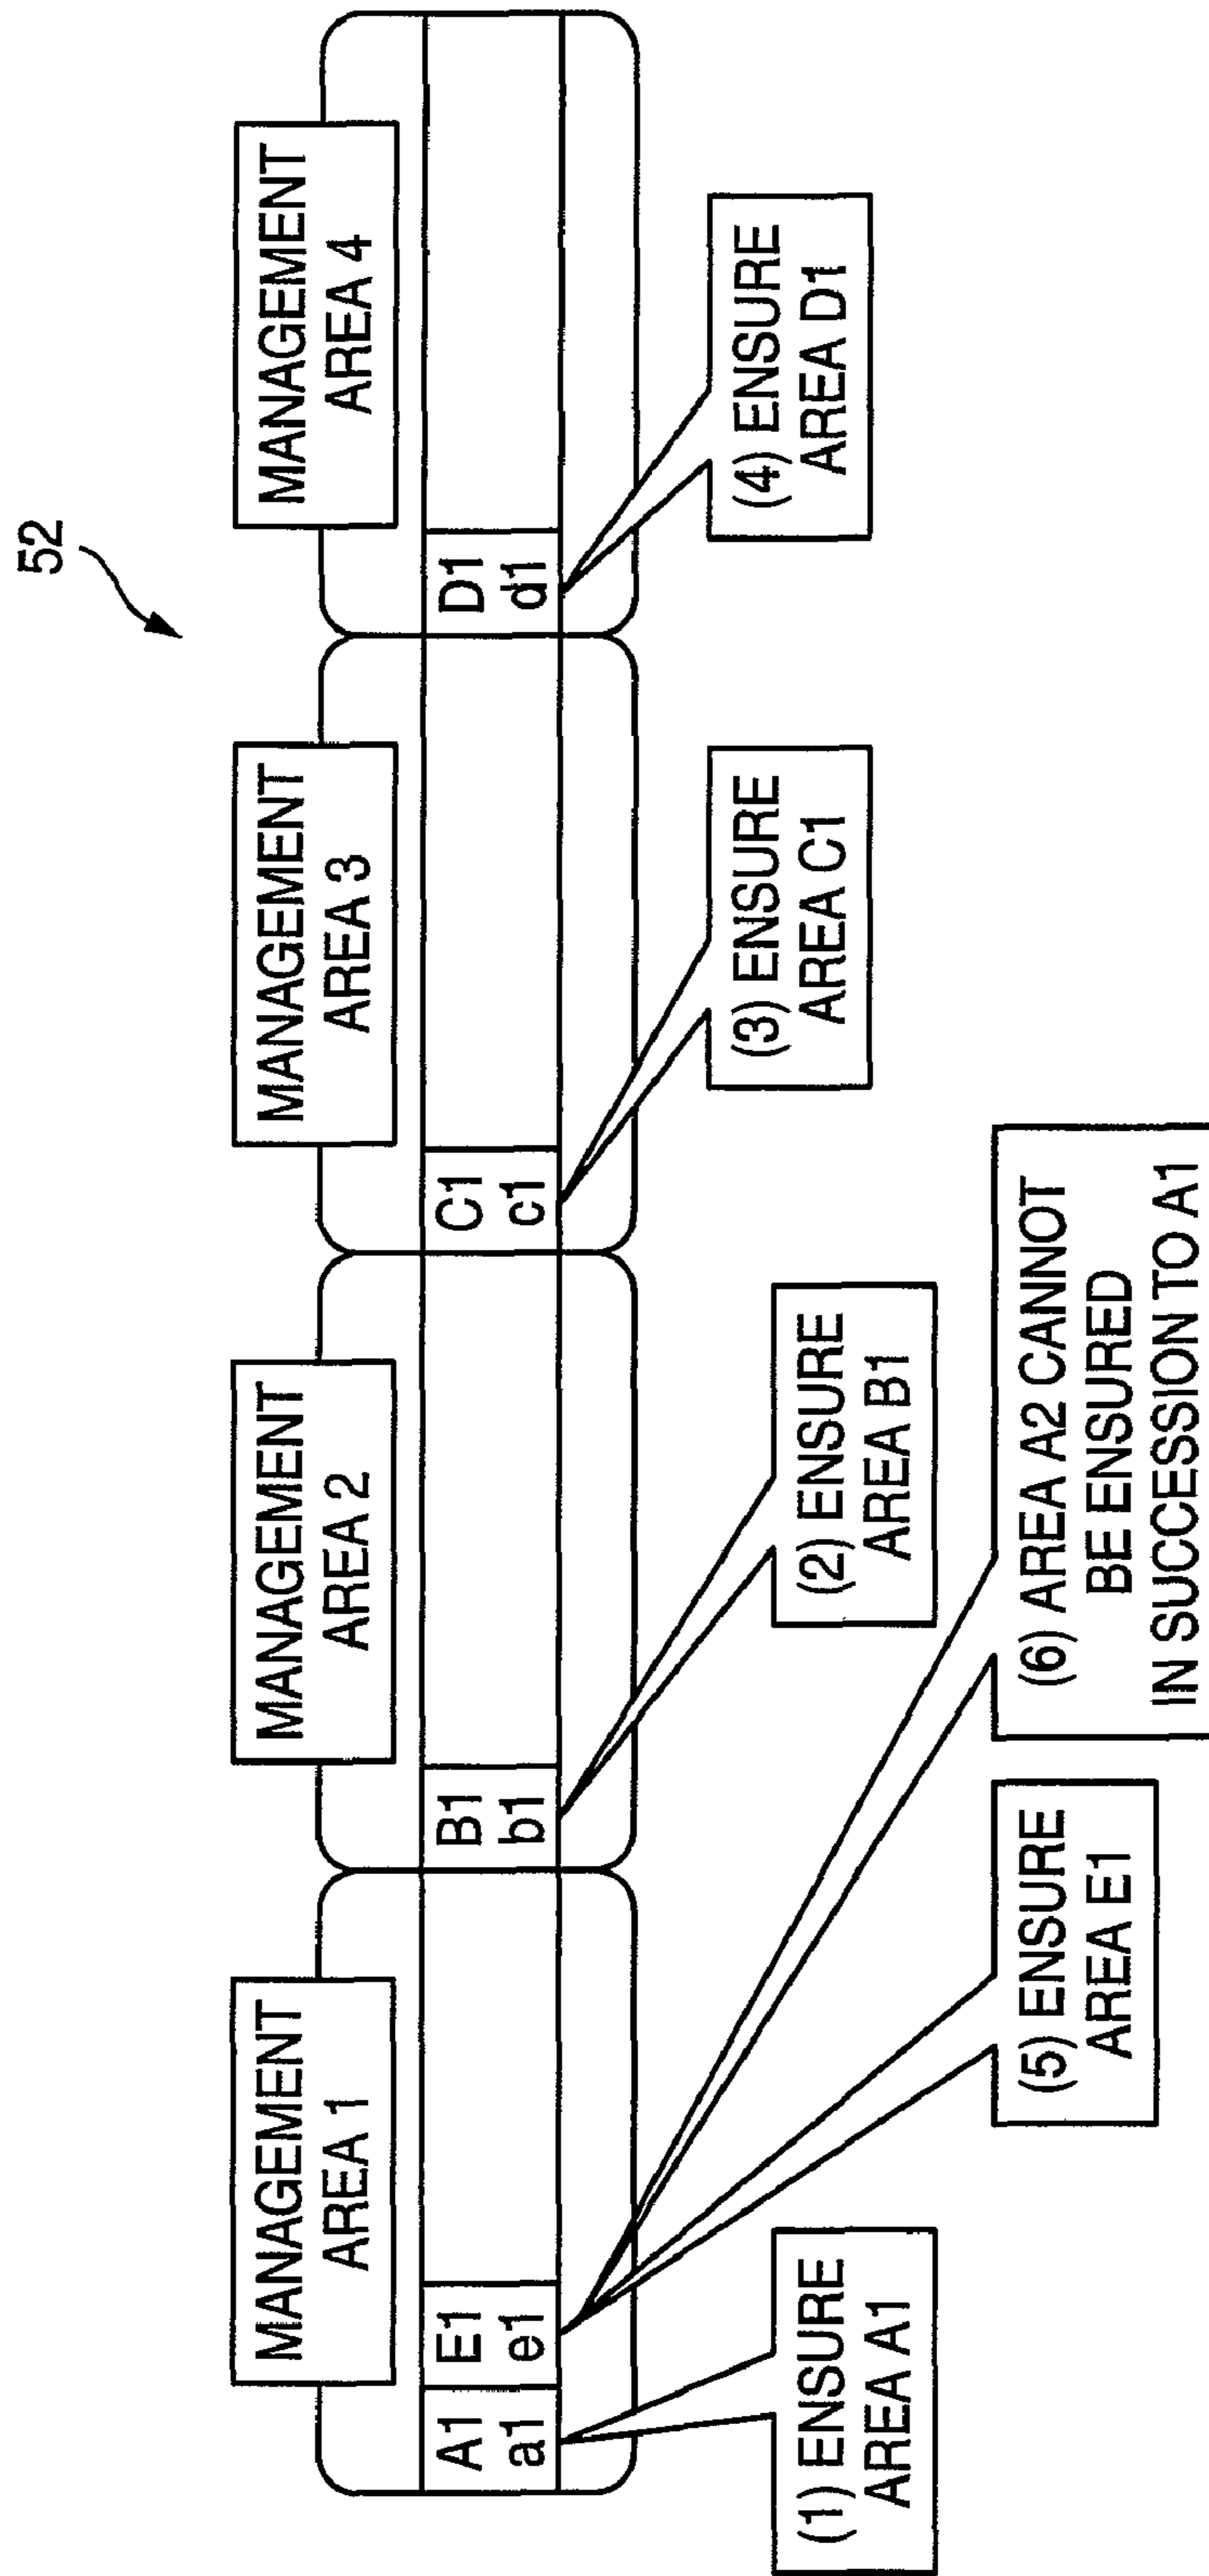 52
MANAGEMENT
AREA 1
MANAGEMENT
AREA 2
MANAGEMENT
AREA 3
MANAGEMENT
AREA 4
A1
a1
E1
e1
B1
b1
C1
c1
D1
d1
(1) ENSURE
AREA A1
(2) ENSURE
AREA B1
(3) ENSURE
AREA C1
(4) ENSURE
AREA D1
(5) ENSURE
AREA E1
(6) AREA A2 CANNOT
BE ENSURED
IN SUCCESSION TO A1